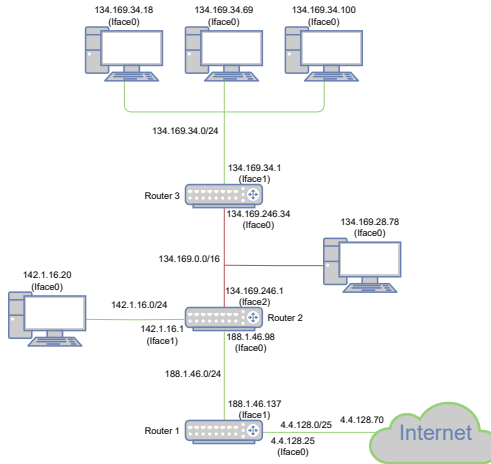 134.169.34.18
(Iface0)
134.169.34.69
(Iface0)
134.169.34.100
(Iface0)
134.169.34.0/24
134.169.34.1
(Iface1)
Router 3
134.169.246.34
(Iface0)
134.169.28.78
(Iface0)
134.169.0.0/16
142.1.16.20
(Iface0)
142.1.16.0/24
134.169.246.1
(Iface2)
Router 2
142.1.16.1
(Iface1)
188.1.46.98
(Iface0)
188.1.46.0/24
188.1.46.137
(Iface1)
Router 1
4.4.128.0/25
4.4.128.70
4.4.128.25
(Iface0)
Internet